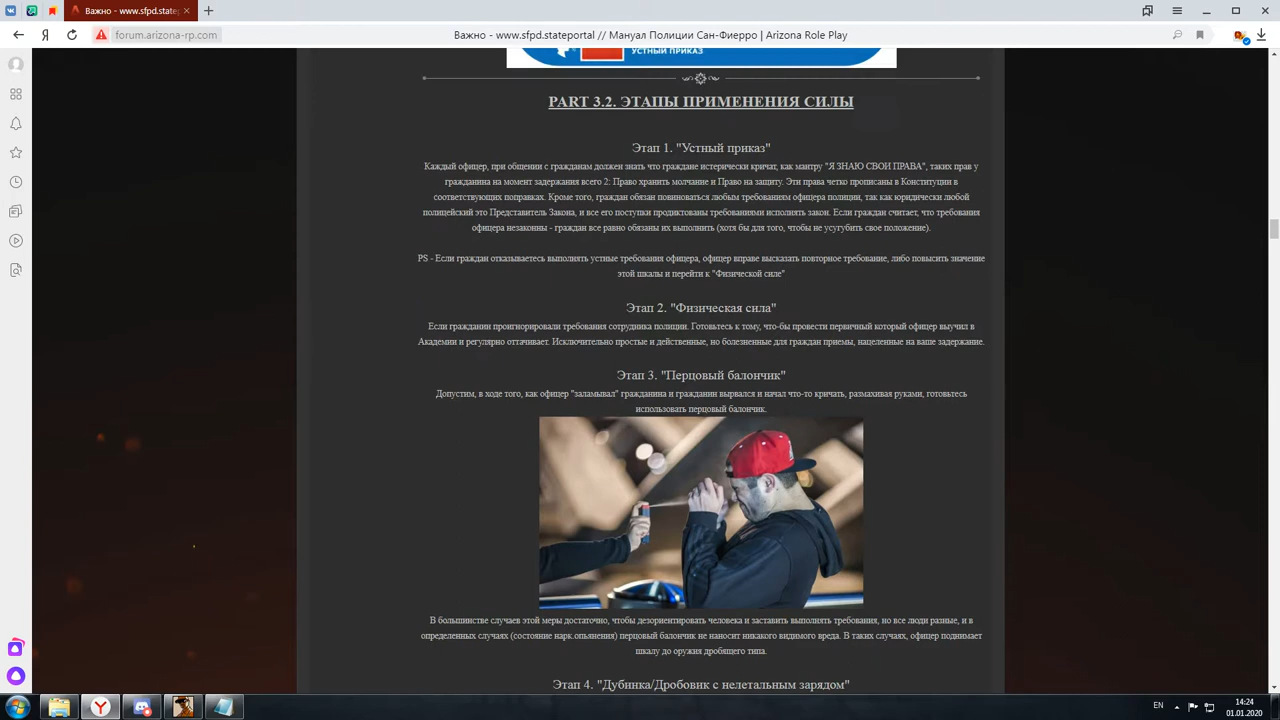 Важно - www.sfpd.statep
forum.arizona-rp.com
Важно - www.sfpd.stateportal // Мануал Полиции Сан-Фиерро | Arizona Role Play
УСТНЫЙ ПРИКАЗ
PART 3.2. ЭТАПЫ ПРИМЕНЕНИЯ СИЛЫ
Этап 1. "Устный приказ"
Каждый офицер, при общении с гражданам должен знать что граждане истерически кричат, как мантру "Я ЗНАЮ СВОИ ПРАВА", таких прав у
гражданина на момент задержания всего 2: Право хранить молчание и Право на защиту. Эти права четко прописаны в Конституции в
соответствующих поправках. Кроме того, граждан обязан повиноваться любым требованиям офицера полиции, так как юридически любой
полицейский это Представитель Закона, и все его поступки продиктованы требованиями исполнять закон. Если граждан считает, что требования
офицера незаконны - граждан все равно обязаны их выполнить (хотя бы для того, чтобы не усугубить свое положение).
PS - Если граждан отказываетесь выполнять устные требования офицера, офицер вправе высказать повторное требование, либо повысить значение
этой шкалы и перейти к "Физической силе"
Этап 2. "Физическая сила"
Если гражданин проигнорировали требования сотрудника полиции. Готовьтесь к тому, что-бы провести первичный который офицер выучил в
Академии и регулярно оттачивает. Исключительно простые и действенные, но болезненные для граждан приемы, нацеленные на ваше задержание.
Этап 3. "Перцовый балончик"
Допустим, в ходе того, как офицер "заламывал" гражданина и гражданин вырвался и начал что-то кричать, размахивая руками, готовьтесь
использовать перцовый балончик.
В большинстве случаев этой меры достаточно, чтобы дезориентировать человека и заставить выполнять требования, но все люди разные, и в
определенных случаях (состояние нарк.опьянения) перцовый балончик не наносит никакого видимого вреда. В таких случаях, офицер поднимает
шкалу до оружия дробящего типа.
Этап 4. "Дубинка/Дробовик с нелетальным зарядом"
EN
14:24
01.01.2020